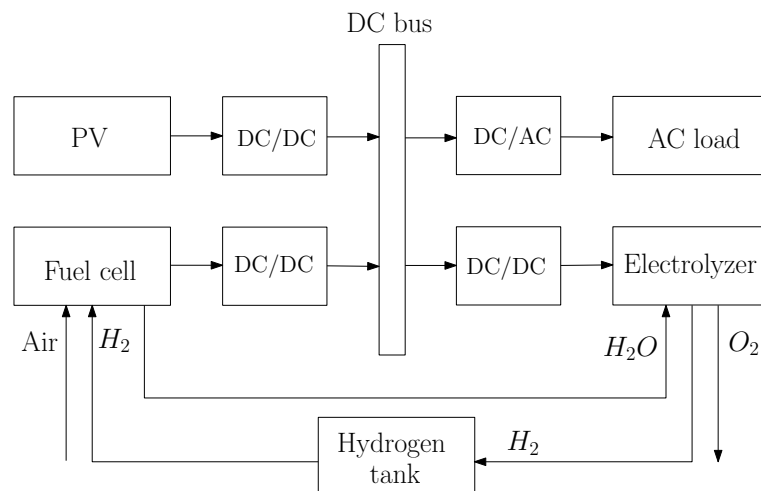 DC bus
PV
DC/DC
DC/AC
AC load
Fuel cell
DC/DC
DC/DC
Electrolyzer
Air
H₂
H₂O
O₂
Hydrogen
tank
H₂